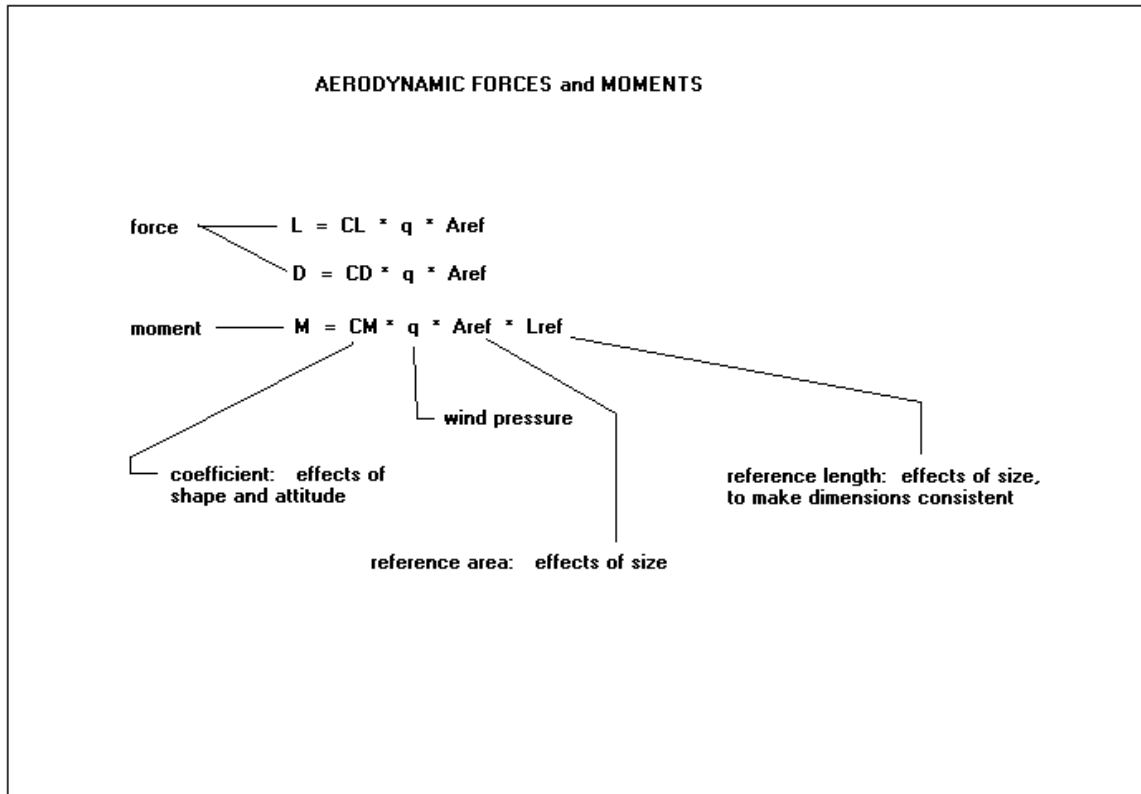 AERODYNAMIC FORCES and MOMENTS
force L = CL * q * Aref
D = CD * q * Aref
moment M = CM * q * Aref * Lref
wind pressure
coefficient: effects of
shape and attitude
reference length: effects of size,
to make dimensions consistent
reference area: effects of size